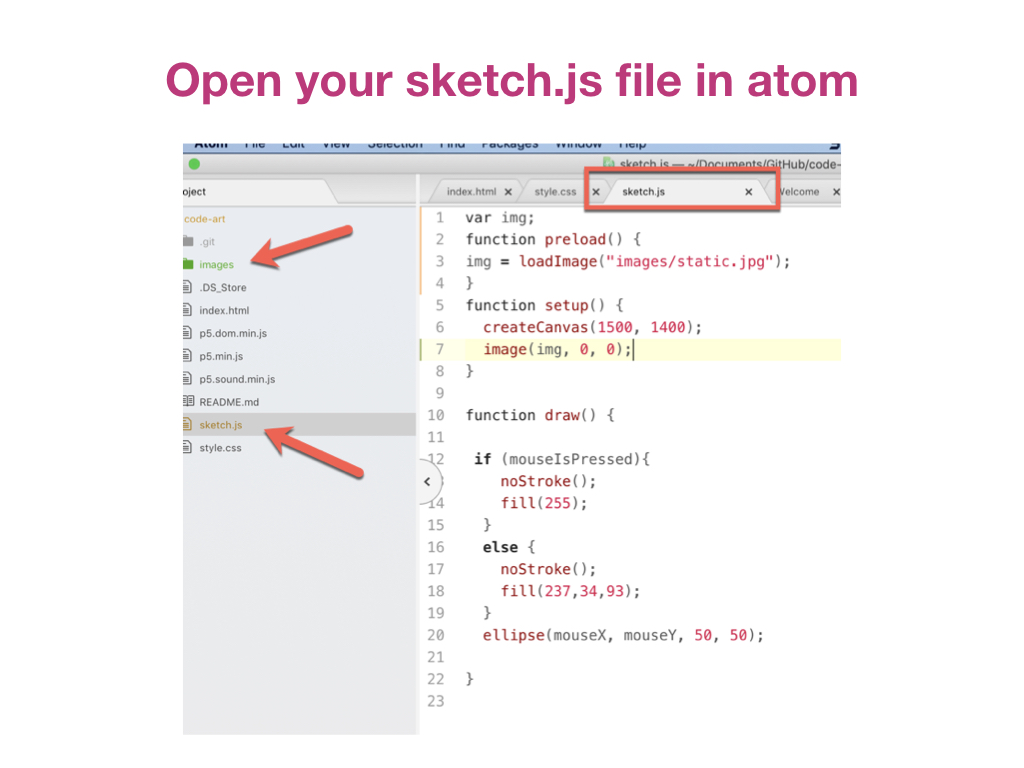 Open your sketch.js file in atom
Atom File Edit View Selection Find Packages Window Help
sketch.js — ~/Documents/GitHub/code-
oject
index.html × style.css × sketch.js × Welcome ×
code-art
.git
images
.DS_Store
index.html
p5.dom.min.js
p5.min.js
p5.sound.min.js
README.md
sketch.js
style.css
1 var img;
2 function preload() {
3 img = loadImage("images/static.jpg");
4 }
5 function setup() {
6 createCanvas(1500, 1400);
7 image(img, 0, 0);
8 }
9
10 function draw() {
11
12 if (mouseIsPressed){
noStroke();
14 fill(255);
15 }
16 else {
17 noStroke();
18 fill(237,34,93);
19 }
20 ellipse(mouseX, mouseY, 50, 50);
21
22 }
23